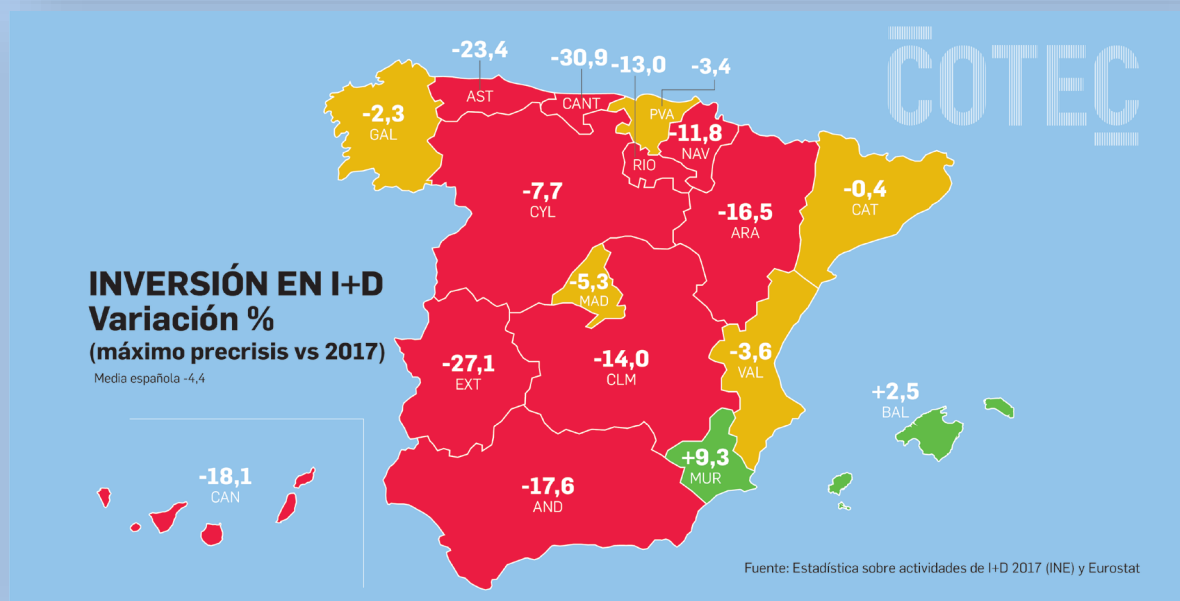 COTEC
-23,4
AST
-30,9
CANT
-13,0
RIO
-3,4
PVA
-2,3
GAL
-11,8
NAV
-7,7
CYL
-16,5
ARA
-0,4
CAT
INVERSIÓN EN I+D
Variación %
(máximo precrisis vs 2017)
Media española -4,4
-5,3
MAD
-27,1
EXT
-14,0
CLM
-3,6
VAL
+2,5
BAL
+9,3
MUR
-18,1
CAN
-17,6
AND
Fuente: Estadística sobre actividades de I+D 2017 (INE) y Eurostat